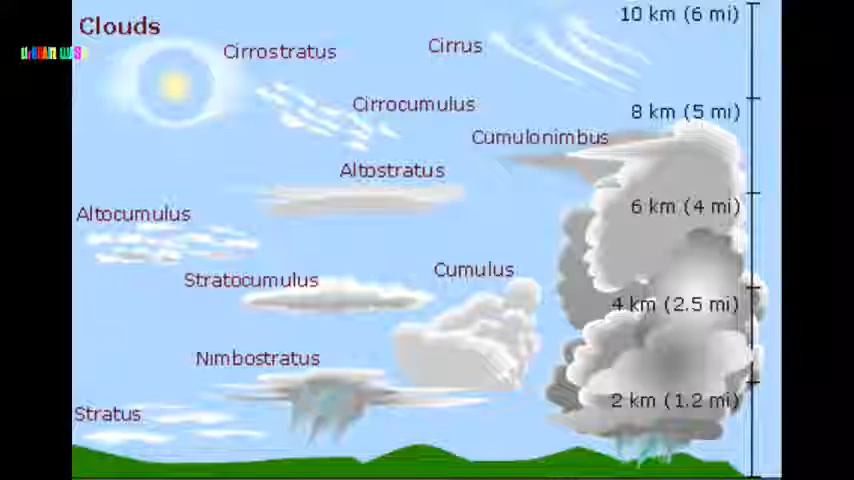 Clouds
10 km (6 mi)
Cirrostratus
Cirrus
Cirrocumulus
8 km (5 mi)
Cumulonimbus
Altostratus
6 km (4 mi)
Altocumulus
Stratocumulus
Cumulus
4 km (2.5 mi)
Nimbostratus
2 km (1.2 mi)
Stratus